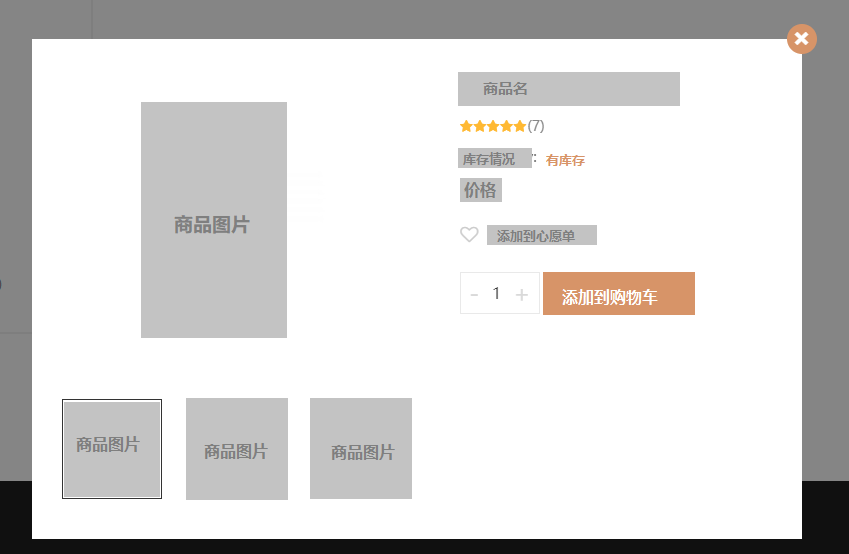 商品名
(7)
库存情况 : 有库存
价格
添加到心愿单
- 1 +
添加到购物车
商品图片
商品图片
商品图片
商品图片